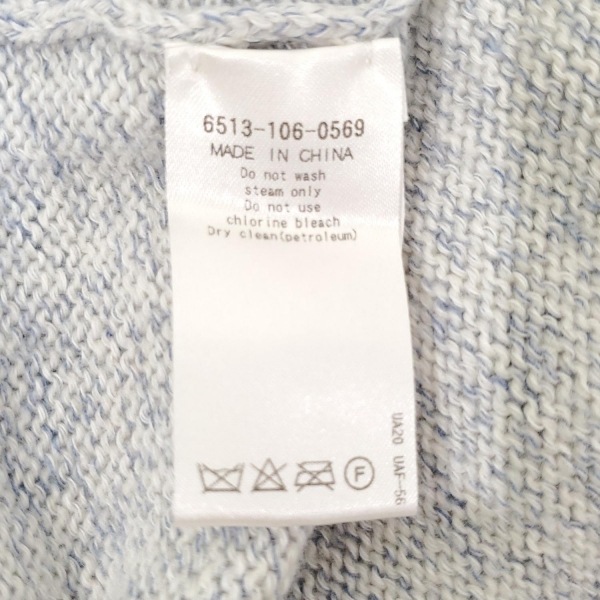 6513-106-0569
MADE IN CHINA
Do not wash
steam only
Do not use
chlorine bleach
Dry clean(petroleum)
F
UA20 UAF-56